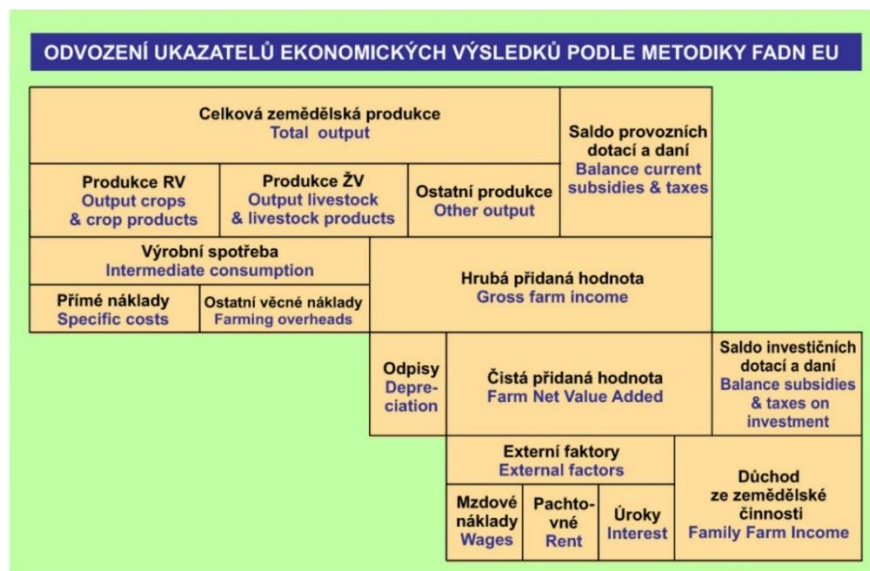 ODVOZENÍ UKAZATELŮ EKONOMICKÝCH VÝSLEDKŮ PODLE METODIKY FADN EU
Celková zemědělská produkce
Total output
Saldo provozních
dotací a daní
Balance current
subsidies & taxes
Produkce RV
Output crops
& crop products
Produkce ŽV
Output livestock
& livestock products
Ostatní produkce
Other output
Výrobní spotřeba
Intermediate consumption
Hrubá přidaná hodnota
Gross farm income
Přímé náklady
Specific costs
Ostatní věcné náklady
Farming overheads
Odpisy
Depre-
ciation
Čistá přidaná hodnota
Farm Net Value Added
Saldo investičních
dotací a daní
Balance subsidies
& taxes on
investment
Externí faktory
External factors
Mzdové
náklady
Wages
Pachto-
vné
Rent
Úroky
Interest
Důchod
ze zemědělské
činnosti
Family Farm Income